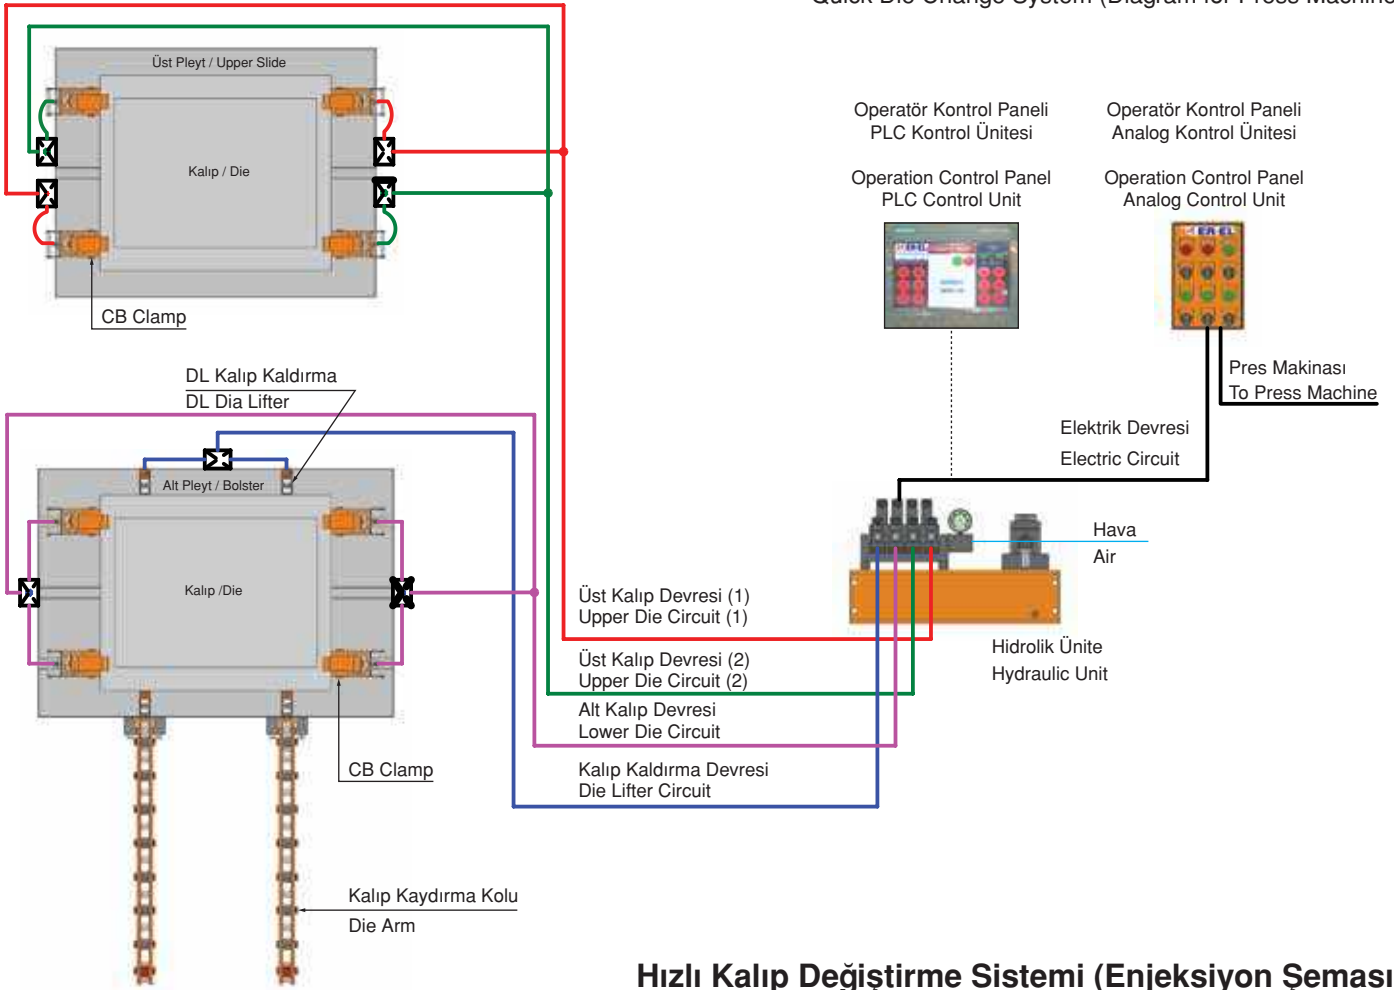 Quick Die Change System (Diagram for Press Machine
Üst Pleyt / Upper Slide
Kalıp / Die
CB Clamp
Operatör Kontrol Paneli
PLC Kontrol Ünitesi
Operation Control Panel
PLC Control Unit
Operatör Kontrol Paneli
Analog Kontrol Ünitesi
Operation Control Panel
Analog Control Unit
ER-EL
Pres Makinası
To Press Machine
Elektrik Devresi
Electric Circuit
DL Kalıp Kaldırma
DL Dia Lifter
Alt Pleyt / Bolster
Kalıp /Die
CB Clamp
Hava
Air
Hidrolik Ünite
Hydraulic Unit
Üst Kalıp Devresi (1)
Upper Die Circuit (1)
Üst Kalıp Devresi (2)
Upper Die Circuit (2)
Alt Kalıp Devresi
Lower Die Circuit
Kalıp Kaldırma Devresi
Die Lifter Circuit
Kalıp Kaydırma Kolu
Die Arm
Hızlı Kalıp Değiştirme Sistemi (Enjeksiyon Şeması